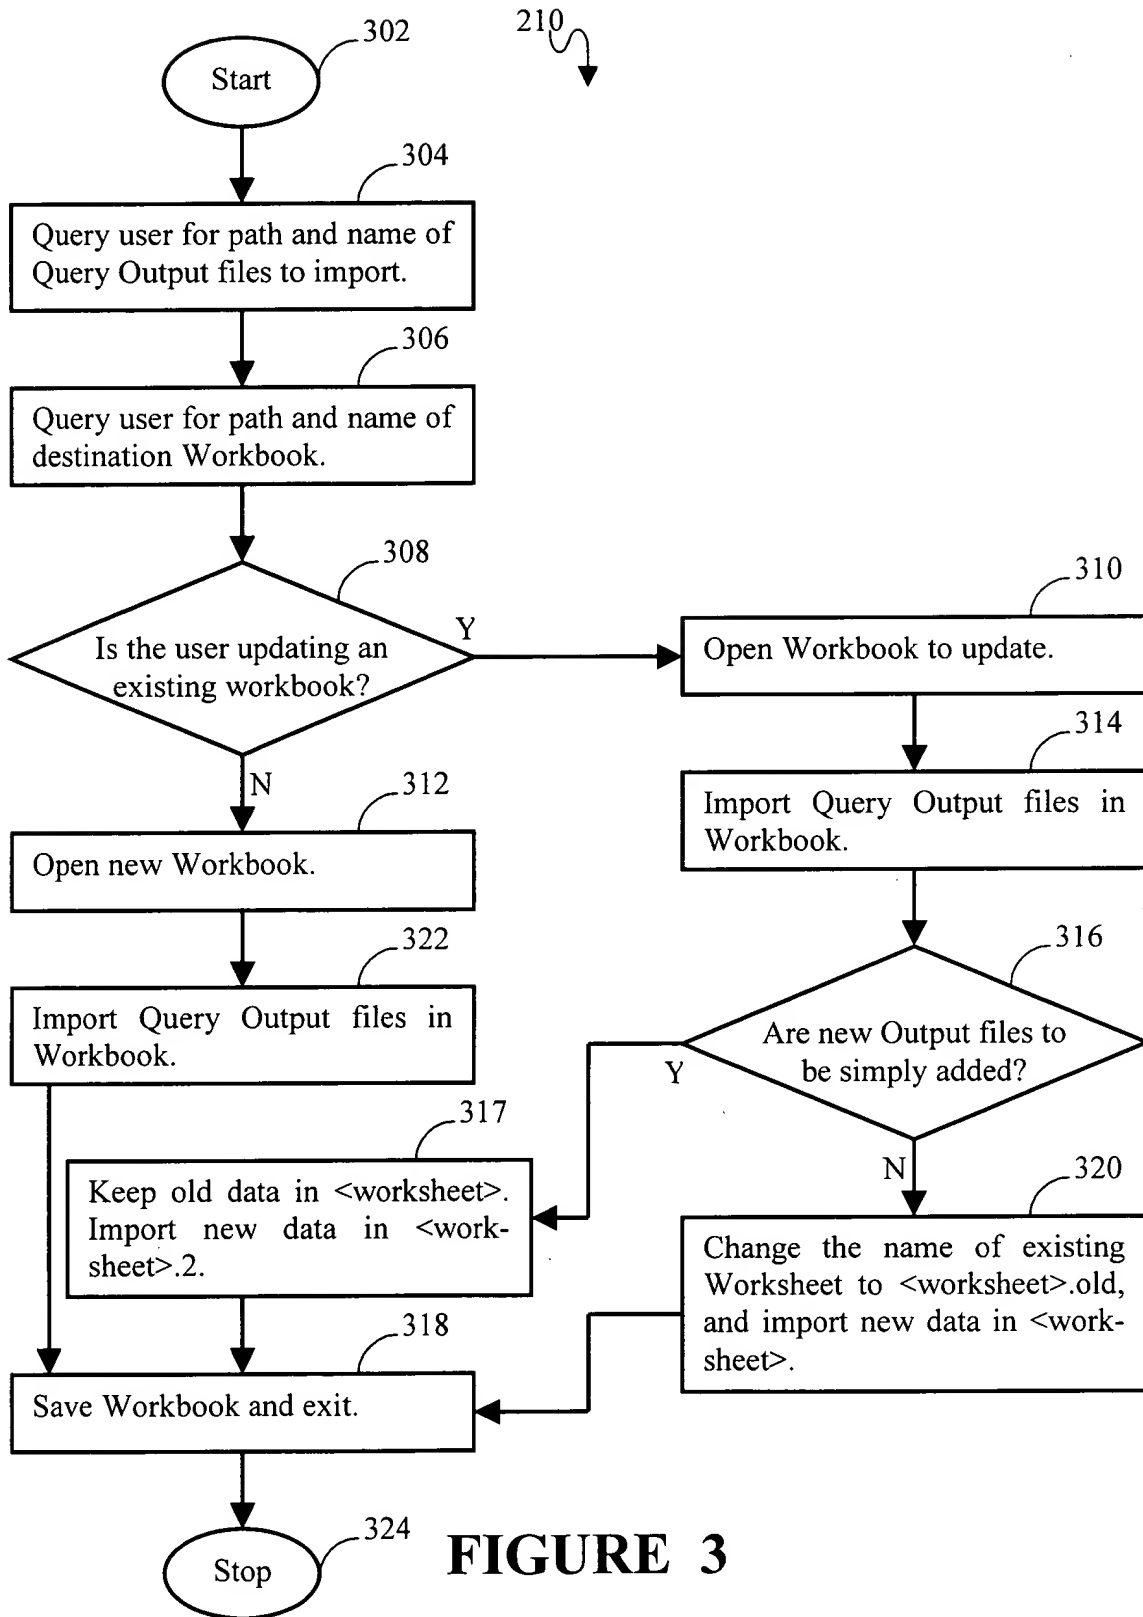 302
210
Start
304
Query user for path and name of
Query Output files to import.
306
Query user for path and name of
destination Workbook.
308
Is the user updating an
existing workbook?
Y
N
310
Open Workbook to update.
314
Import Query Output files in
Workbook.
312
Open new Workbook.
322
Import Query Output files in
Workbook.
316
Are new Output files to
be simply added?
Y
N
317
Keep old data in <worksheet>.
Import new data in <work-
sheet>.2.
320
Change the name of existing
Worksheet to <worksheet>.old,
and import new data in <work-
sheet>.
318
Save Workbook and exit.
324
Stop
FIGURE 3